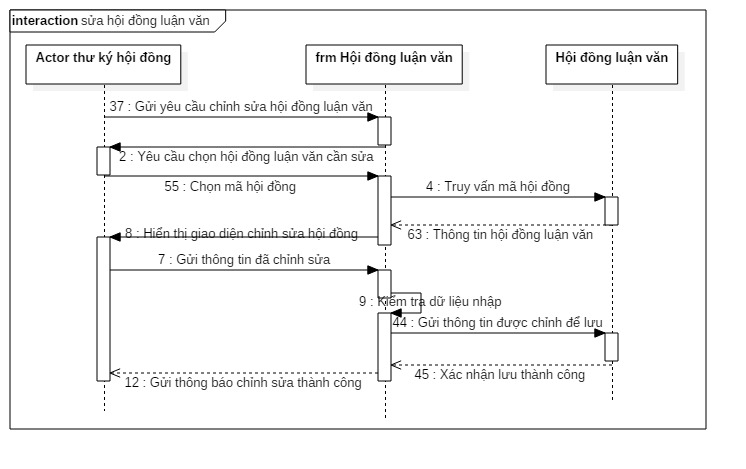 interaction sửa hội đồng luận văn
Actor thư ký hội đồng
frm Hội đồng luận văn
Hội đồng luận văn
37 : Gửi yêu cầu chỉnh sửa hội đồng luận văn
2 : Yêu cầu chọn hội đồng luận văn cần sửa
55 : Chọn mã hội đồng
4 : Truy vấn mã hội đồng
8 : Hiển thị giao diện chỉnh sửa hội đồng
63 : Thông tin hội đồng luận văn
7 : Gửi thông tin đã chỉnh sửa
9 : Kiểm tra dữ liệu nhập
44 : Gửi thông tin được chỉnh để lưu
12 : Gửi thông báo chỉnh sửa thành công
45 : Xác nhận lưu thành công